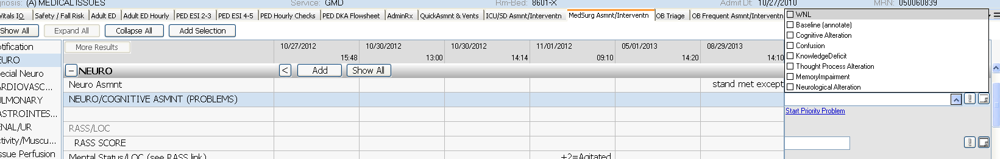 gnosis: (A) MEDICAL ISSUES Service: GMD Rm-Bed: 8601-X Admit Dt: 10/27/2010 MRN: 050060839
Vitals IO Safety / Fall Risk Adult ED Adult ED Hourly PED ESI 2-3 PED ESI 4-5 PED Hourly Checks PED DKA Flowsheet AdminRx QuickAsmnt & Vents ICU/SD Asmnt/Interventn MedSurg Asmnt/Interventn OB Triage OB Frequent Asmnt/Interventn
Show All Expand All Collapse All Add Selection
WNL
Baseline (annotate)
Cognitive Alteration
Confusion
KnowledgeDeficit
Thought Process Alteration
MemoryImpairment
Neurological Alteration
Start Priority Problem
otification
EURO
ecial Neuro
ARDIOVASC...
ULMONARY
ASTROINTES...
ENAL/UR
ctivity/Muscu...
ssue Perfusion
More Results 10/27/2012 10/30/2012 10/30/2012 11/01/2012 05/01/2013 08/29/2013
15:48 13:00 14:14 09:10 14:20 14:10
− NEURO < Add Show All
Neuro Asmnt stand met except
NEURO/COGNITIVE ASMNT (PROBLEMS)
RASS/LOC
RASS SCORE
Mental Status/LOC (see RASS link) +2=Agitated